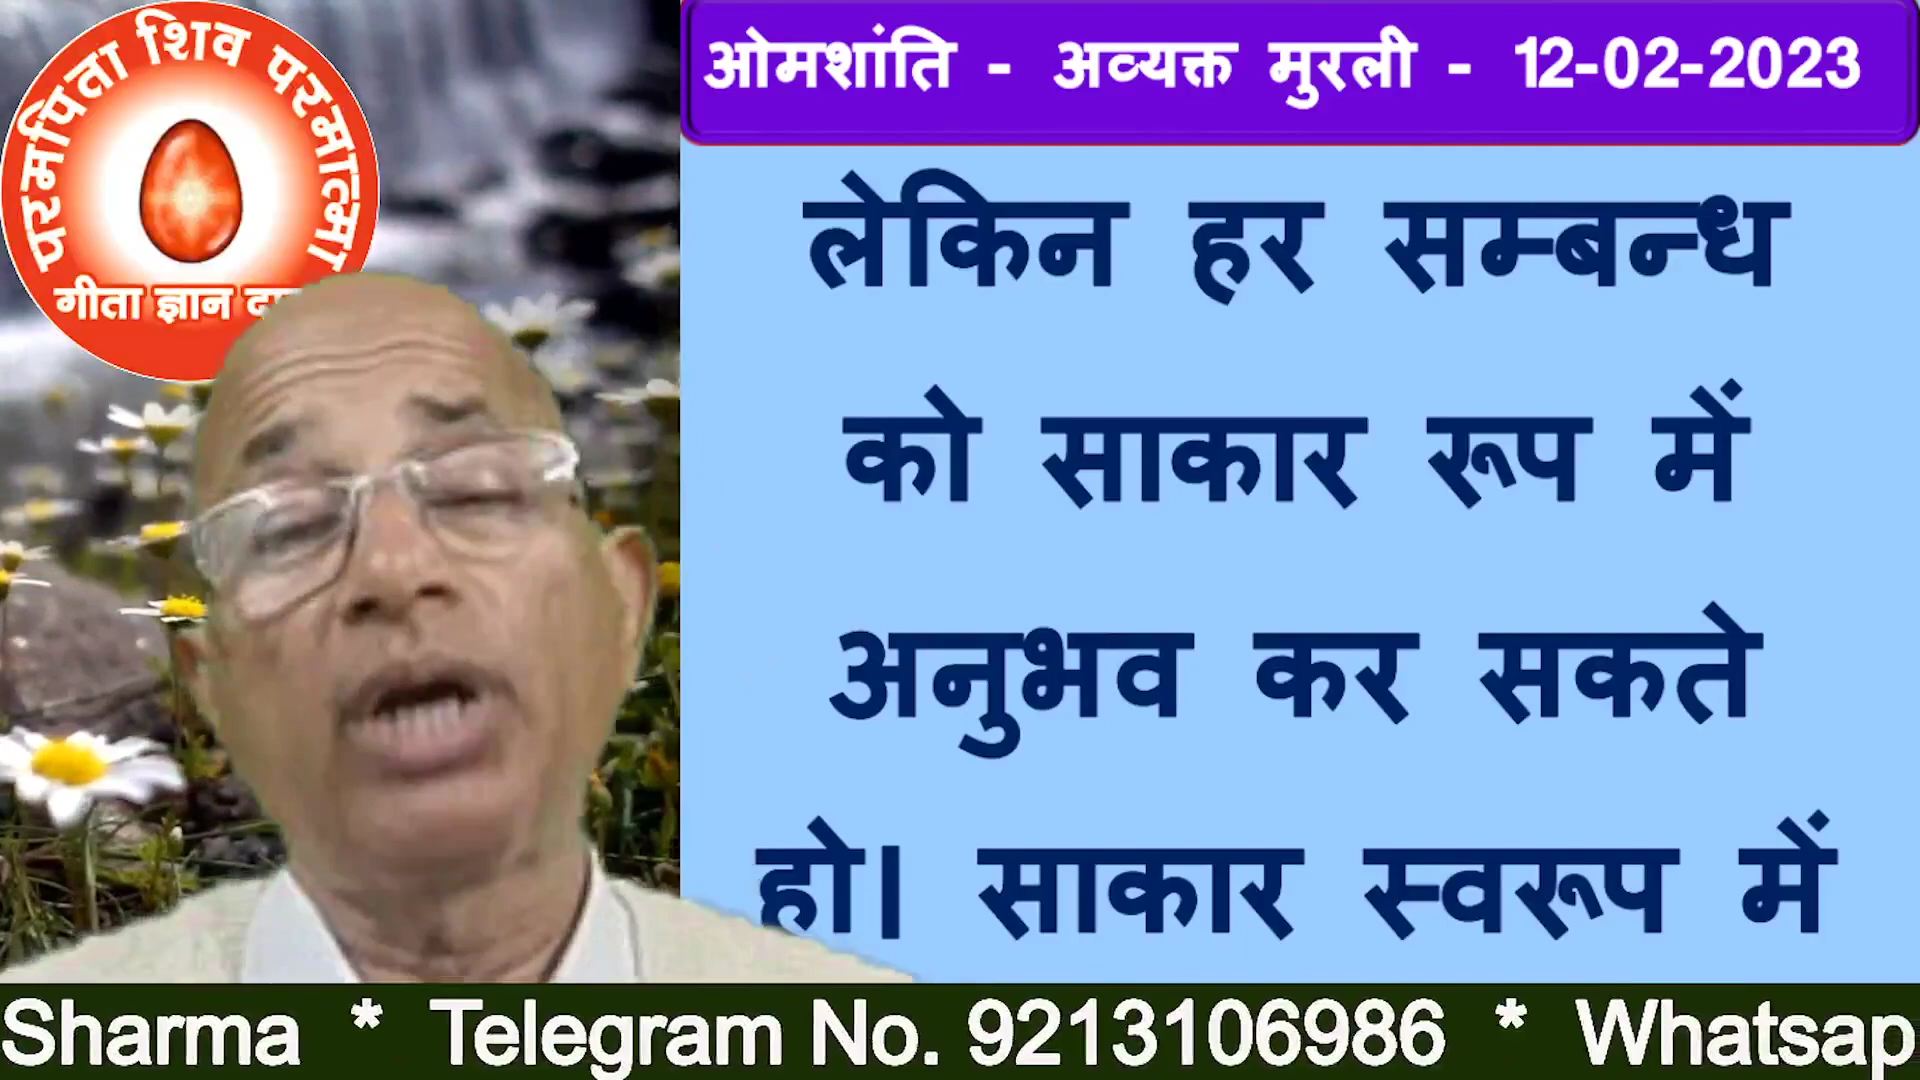 परमपिता शिव परमात्मा
गीता ज्ञान
ओमशांति - अव्यक्त मुरली - 12-02-2023
लेकिन हर सम्बन्ध
को साकार रूप में
अनुभव कर सकते
हो। साकार स्वरूप में
Sharma * Telegram No. 9213106986 * Whatsap